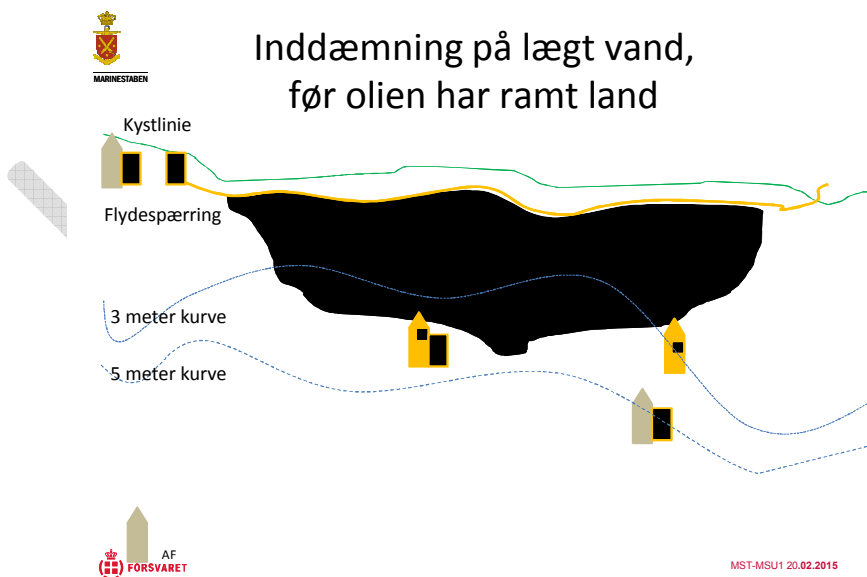 MARINESTABEN
Inddæmning på lægt vand,
før olien har ramt land
Kystlinie
Flydespærring
3 meter kurve
5 meter kurve
AF
FORSVARET
MST-MSU1 20.02.2015